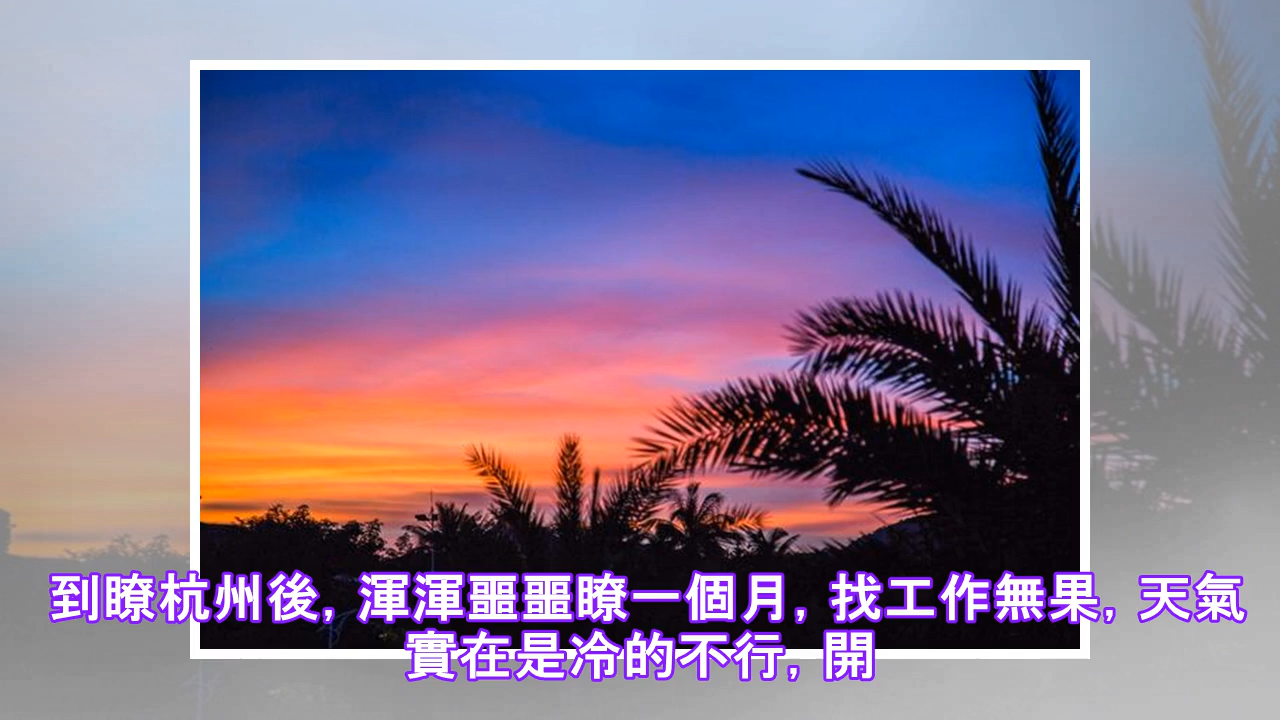 到瞭杭州後, 渾渾噩噩瞭一個月, 找工作無果, 天氣
實在是冷的不行, 開